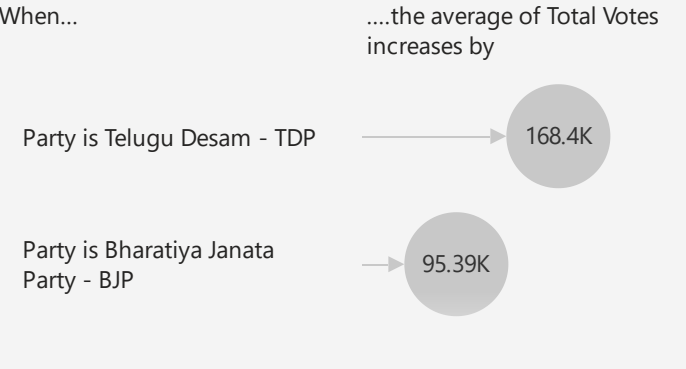 When...
....the average of Total Votes
increases by
Party is Telugu Desam - TDP
168.4K
Party is Bharatiya Janata
Party - BJP
95.39K